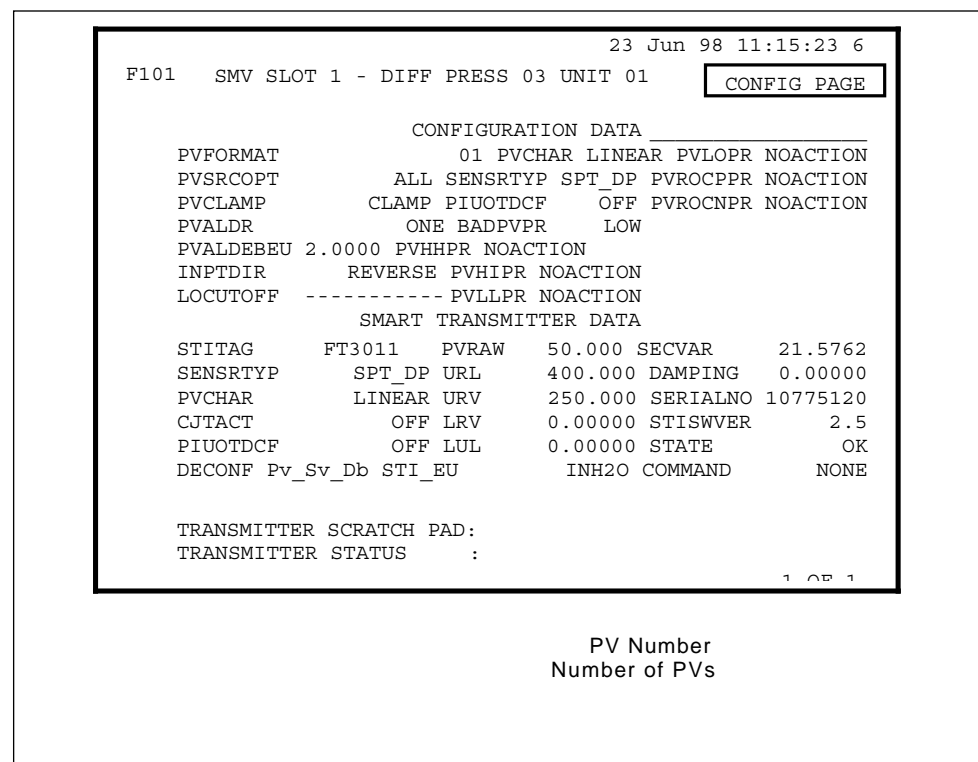 23 Jun 98 11:15:23 6
F101 SMV SLOT 1 - DIFF PRESS 03 UNIT 01
CONFIG PAGE
CONFIGURATION DATA _________________
PVFORMAT 01 PVCHAR LINEAR PVLOPR NOACTION
PVSRCOPT ALL SENSRTYP SPT_DP PVROCPPR NOACTION
PVCLAMP CLAMP PIUOTDCF OFF PVROCNPR NOACTION
PVALDR ONE BADPVPR LOW
PVALDEBEU 2.0000 PVHHPR NOACTION
INPTDIR REVERSE PVHIPR NOACTION
LOCUTOFF ----------- PVLLPR NOACTION
SMART TRANSMITTER DATA
STITAG FT3011 PVRAW 50.000 SECVAR 21.5762
SENSRTYP SPT_DP URL 400.000 DAMPING 0.00000
PVCHAR LINEAR URV 250.000 SERIALNO 10775120
CJTACT OFF LRV 0.00000 STISWVER 2.5
PIUOTDCF OFF LUL 0.00000 STATE OK
DECONF Pv_Sv_Db STI_EU INH2O COMMAND NONE
TRANSMITTER SCRATCH PAD:
TRANSMITTER STATUS :
1 OF 1
PV Number
Number of PVs